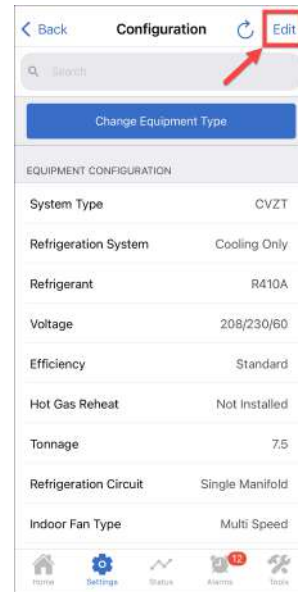 Back Configuration Edit
Search
Change Equipment Type
EQUIPMENT CONFIGURATION
System Type CVZT
Refrigeration System Cooling Only
Refrigerant R410A
Voltage 208/230/60
Efficiency Standard
Hot Gas Reheat Not Installed
Tonnage 7.5
Refrigeration Circuit Single Manifold
Indoor Fan Type Multi Speed
12
Home Settings Status Alarms Tools